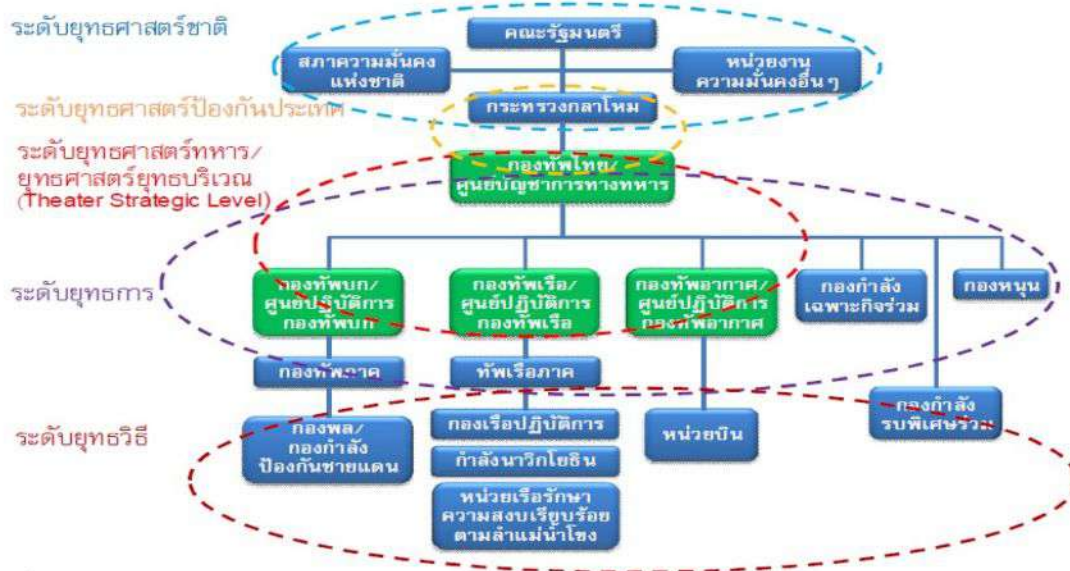 ระดับยุทธศาสตร์ชาติ
คณะรัฐมนตรี
สภาความมั่นคง
แห่งชาติ
หน่วยงาน
ความมั่นคงอื่น ๆ
ระดับยุทธศาสตร์ป้องกันประเทศ
กระทรวงกลาโหม
ระดับยุทธศาสตร์ทหาร/
ยุทธศาสตร์ยุทธบริเวณ
(Theater Strategic Level)
กองทัพไทย/
ศูนย์บัญชาการทางทหาร
ระดับยุทธการ
กองทัพบก/
ศูนย์ปฏิบัติการ
กองทัพบก
กองทัพเรือ/
ศูนย์ปฏิบัติการ
กองทัพเรือ
กองทัพอากาศ/
ศูนย์ปฏิบัติการ
กองทัพอากาศ
กองกำลัง
เฉพาะกิจร่วม
กองหนุน
กองทัพภาค
ทัพเรือภาค
ระดับยุทธวิธี
กองพล/
กองกำลัง
ป้องกันชายแดน
กองเรือปฏิบัติการ
กำลังนาวิกโยธิน
หน่วยเรือรักษา
ความสงบเรียบร้อย
ตามลำแม่น้ำโขง
หน่วยบิน
กองกำลัง
รบพิเศษร่วม